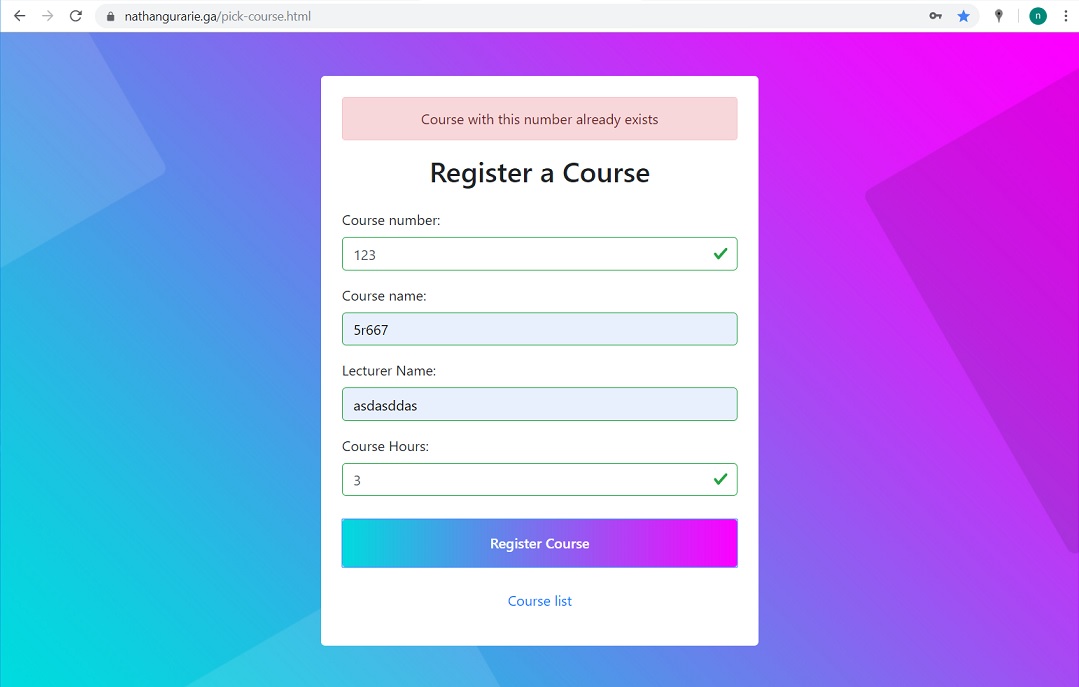 nathangurarie.ga/pick-course.html
n
Course with this number already exists
Register a Course
Course number:
123
Course name:
5r667
Lecturer Name:
asdasddas
Course Hours:
3
Register Course
Course list